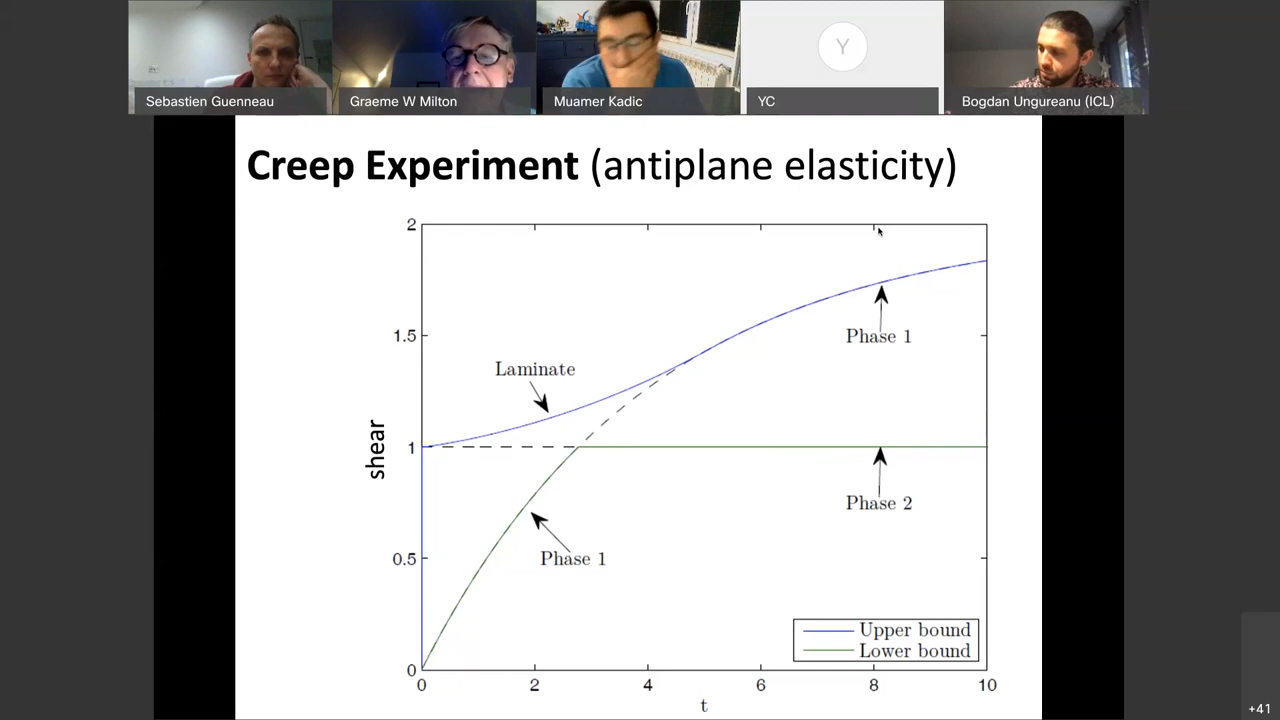 Y
Sebastien Guenneau
Graeme W Milton
Muamer Kadic
YC
Bogdan Ungureanu (ICL)
Creep Experiment (antiplane elasticity)
2
1.5
1
0.5
0
shear
Laminate
Phase 1
Phase 2
Phase 1
Upper bound
Lower bound
0 2 4 6 8 10
t
+41